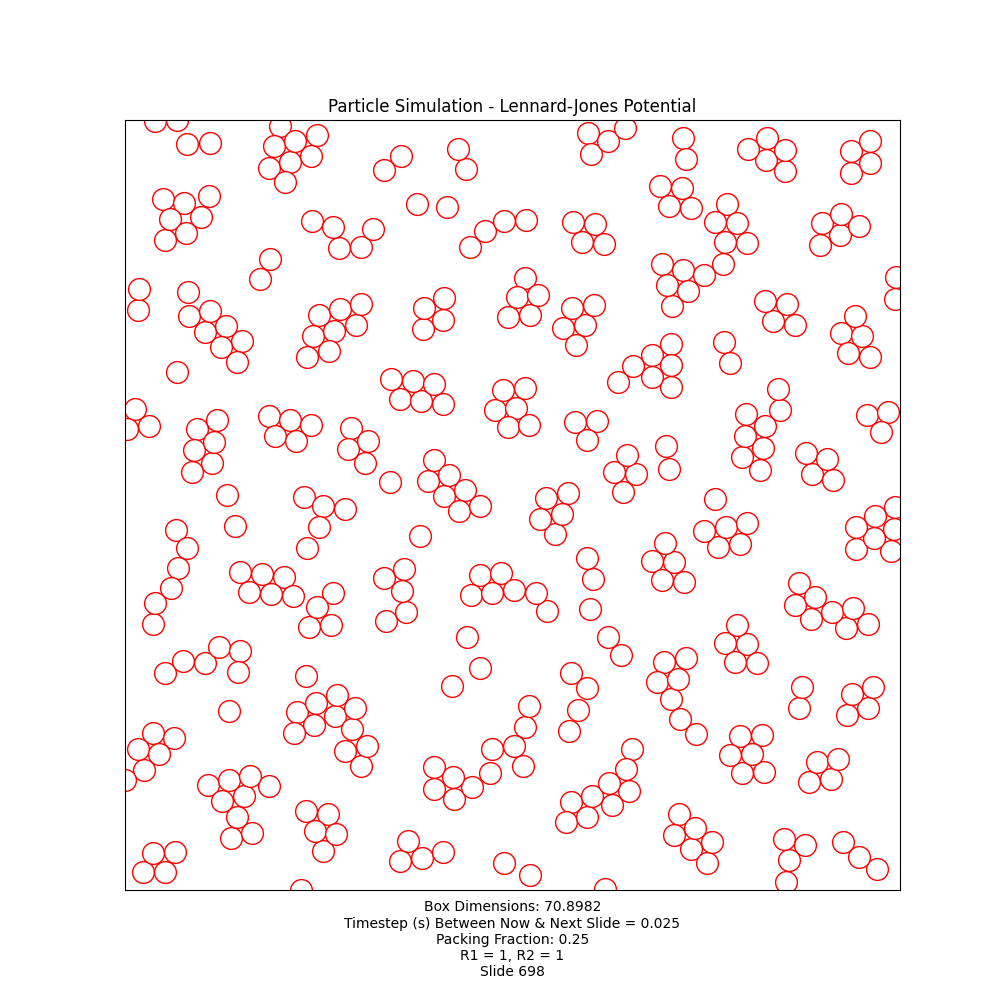 Particle Simulation - Lennard-Jones Potential
Box Dimensions: 70.8982
Timestep (s) Between Now & Next Slide = 0.025
Packing Fraction: 0.25
R1 = 1, R2 = 1
Slide 698